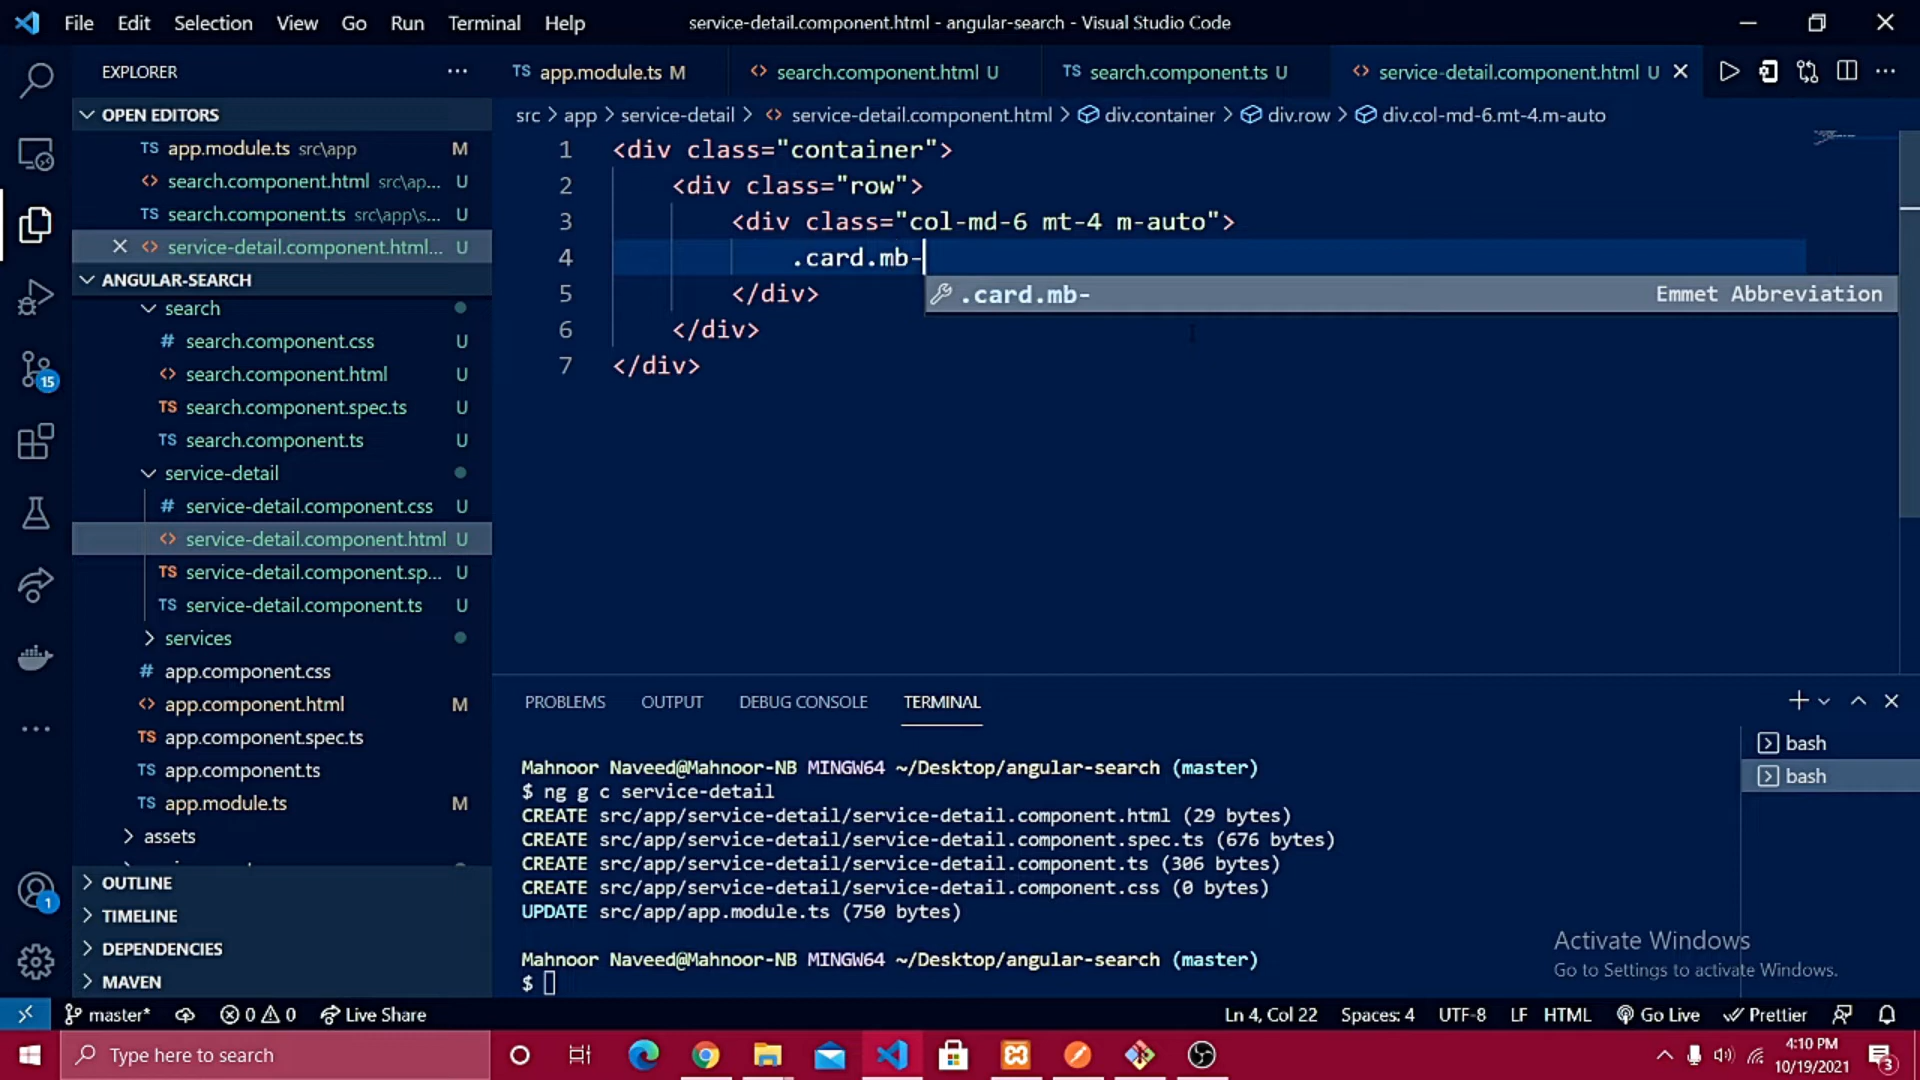 File Edit Selection View Go Run Terminal Help
service-detail.component.html - angular-search - Visual Studio Code
EXPLORER
OPEN EDITORS
TS app.module.ts src\app M
<> search.component.html src\ap... U
TS search.component.ts src\app\s... U
<> service-detail.component.html... U
ANGULAR-SEARCH
search
# search.component.css U
<> search.component.html U
TS search.component.spec.ts U
TS search.component.ts U
service-detail
# service-detail.component.css U
<> service-detail.component.html U
TS service-detail.component.sp... U
TS service-detail.component.ts U
services
# app.component.css
<> app.component.html M
TS app.component.spec.ts
TS app.component.ts
TS app.module.ts M
assets
OUTLINE
TIMELINE
DEPENDENCIES
MAVEN
15
1
TS app.module.ts M
<> search.component.html U
TS search.component.ts U
<> service-detail.component.html U
src > app > service-detail > <> service-detail.component.html > div.container > div.row > div.col-md-6.mt-4.m-auto
1 <div class="container">
2 <div class="row">
3 <div class="col-md-6 mt-4 m-auto">
4 .card.mb-
.card.mb- Emmet Abbreviation
5 </div>
6 </div>
7 </div>
PROBLEMS OUTPUT DEBUG CONSOLE TERMINAL
bash
bash
Mahnoor Naveed@Mahnoor-NB MINGW64 ~/Desktop/angular-search (master)
$ ng g c service-detail
CREATE src/app/service-detail/service-detail.component.html (29 bytes)
CREATE src/app/service-detail/service-detail.component.spec.ts (676 bytes)
CREATE src/app/service-detail/service-detail.component.ts (306 bytes)
CREATE src/app/service-detail/service-detail.component.css (0 bytes)
UPDATE src/app/app.module.ts (750 bytes)
Mahnoor Naveed@Mahnoor-NB MINGW64 ~/Desktop/angular-search (master)
$
Activate Windows
Go to Settings to activate Windows.
master* 0 0 Live Share Ln 4, Col 22 Spaces: 4 UTF-8 LF HTML Go Live Prettier
Type here to search
4:10 PM
10/19/2021
3